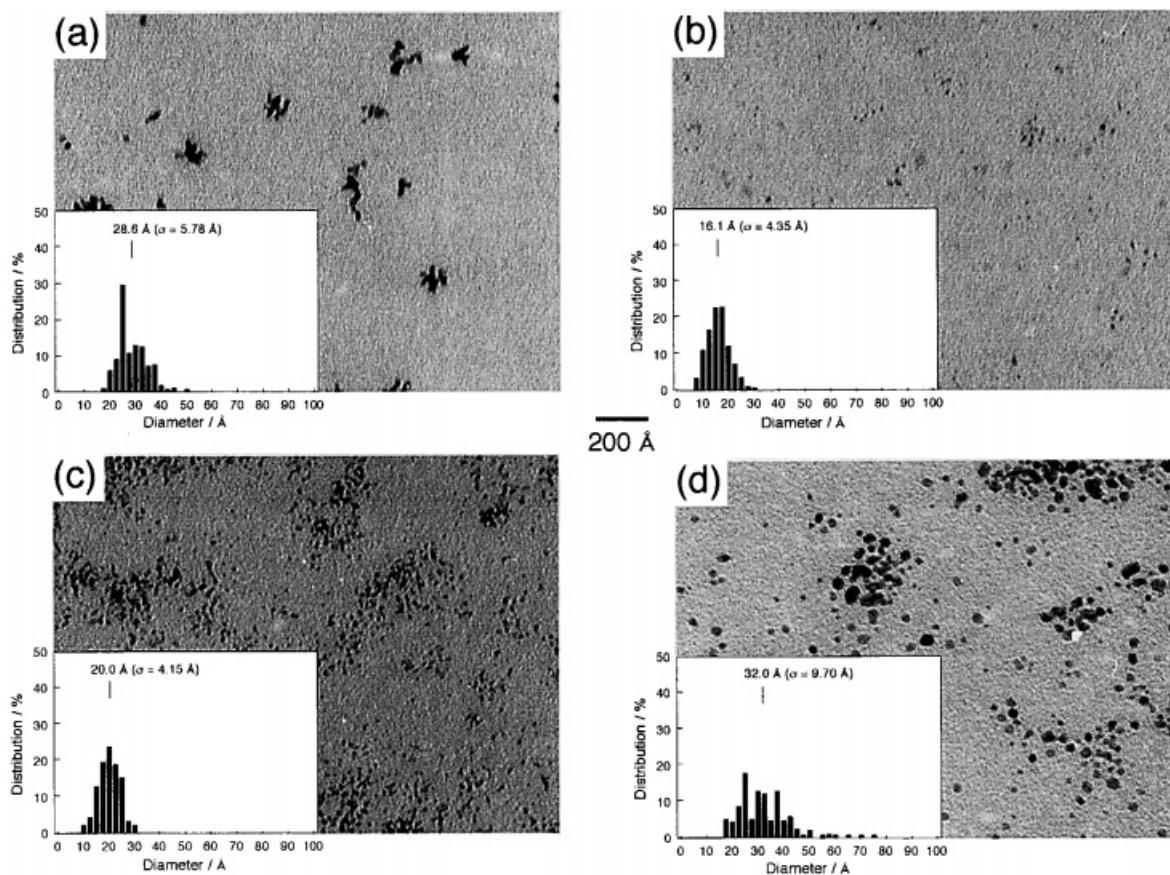 (a)
50
40
30
20
10
0
Distribution / %
28.6 Å (σ = 5.78 Å)
0 10 20 30 40 50 60 70 80 90 100
Diameter / Å
(b)
50
40
30
20
10
0
Distribution / %
16.1 Å (σ = 4.35 Å)
0 10 20 30 40 50 60 70 80 90 100
Diameter / Å
200 Å
(c)
50
40
30
20
10
0
Distribution / %
20.0 Å (σ = 4.15 Å)
0 10 20 30 40 50 60 70 80 90 100
Diameter / Å
(d)
50
40
30
20
10
0
Distribution / %
32.0 Å (σ = 9.70 Å)
0 10 20 30 40 50 60 70 80 90 100
Diameter / Å